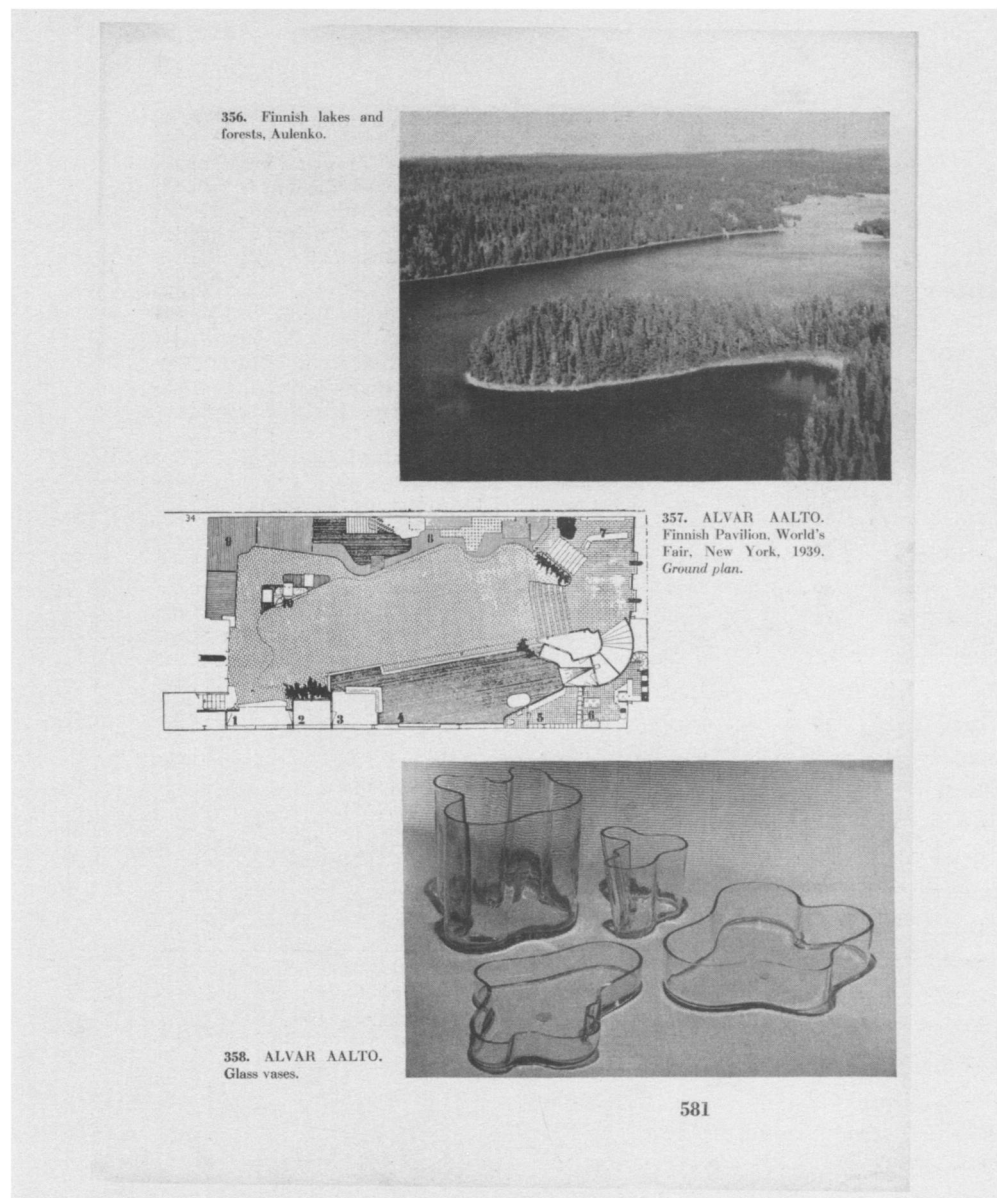 356. Finnish lakes and
forests, Aulenko.
34
9
8
7
10
1
2
3
4
5
6
357. ALVAR AALTO.
Finnish Pavilion, World's
Fair, New York, 1939.
Ground plan.
358. ALVAR AALTO.
Glass vases.
581